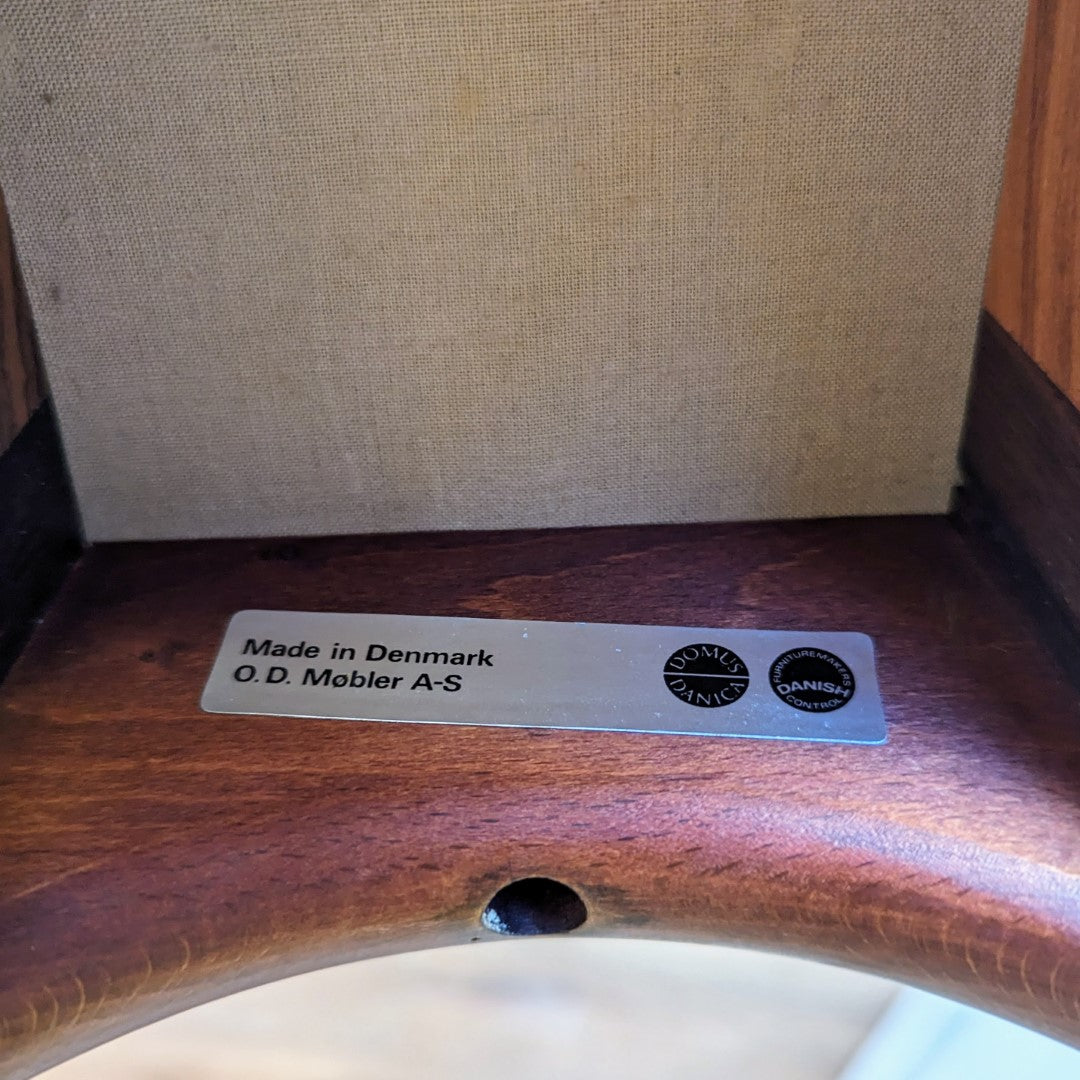 Made in Denmark
O.D. Møbler A-S
DOMUS
DANICA
FURNITUREMAKERS
DANISH
CONTROL